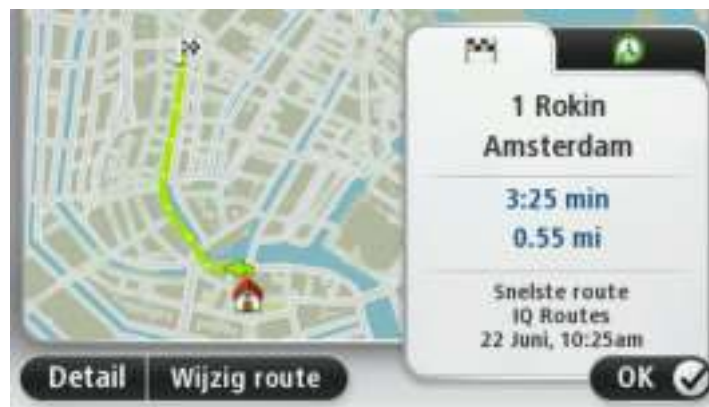 1 Rokin
Amsterdam
3:25 min
0.55 mi
Snelste route
IQ Routes
22 Juni, 10:25am
Detail
Wijzig route
OK